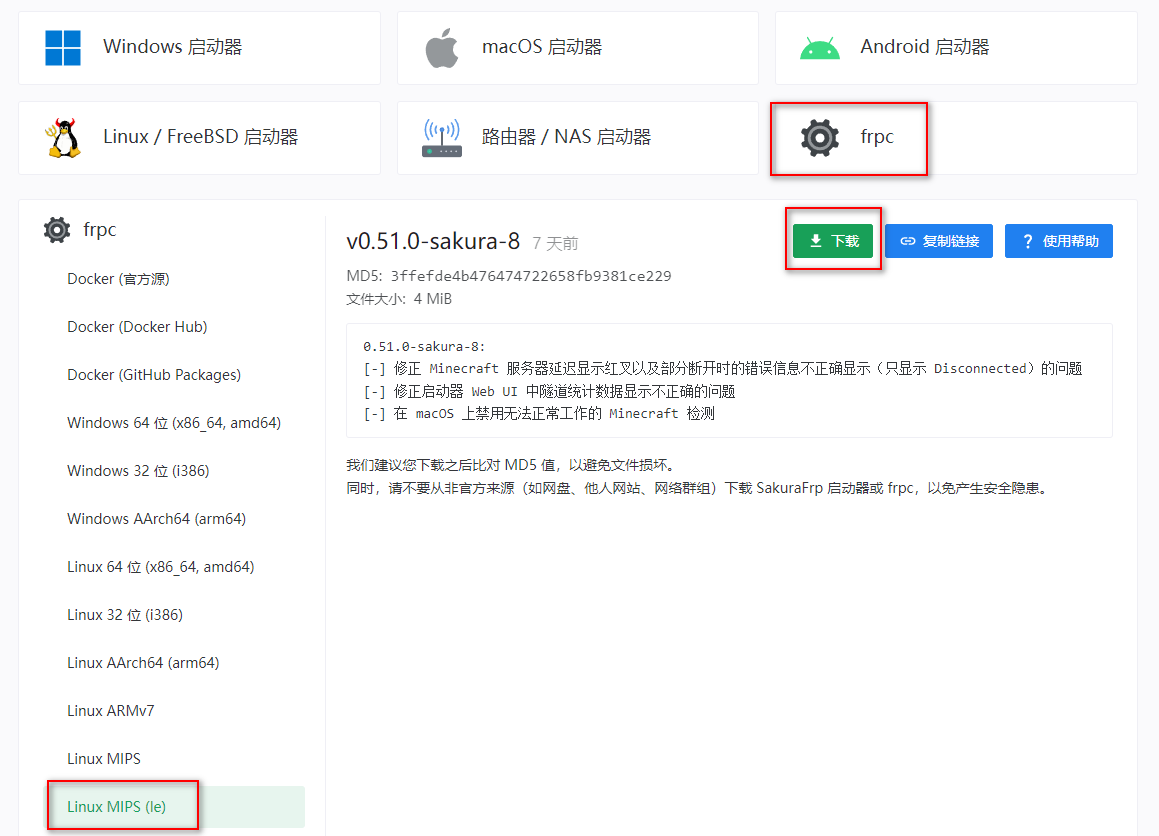 Windows 启动器
macOS 启动器
Android 启动器
Linux / FreeBSD 启动器
路由器 / NAS 启动器
frpc
frpc
Docker (官方源)
Docker (Docker Hub)
Docker (GitHub Packages)
Windows 64 位 (x86_64, amd64)
Windows 32 位 (i386)
Windows AArch64 (arm64)
Linux 64 位 (x86_64, amd64)
Linux 32 位 (i386)
Linux AArch64 (arm64)
Linux ARMv7
Linux MIPS
Linux MIPS (le)
v0.51.0-sakura-8 7 天前
下载
复制链接
? 使用帮助
MD5: 3ffefde4b476474722658fb9381ce229
文件大小: 4 MiB
0.51.0-sakura-8:
[-] 修正 Minecraft 服务器延迟显示红叉以及部分断开时的错误信息不正确显示（只显示 Disconnected）的问题
[-] 修正启动器 Web UI 中隧道统计数据显示不正确的问题
[-] 在 macOS 上禁用无法正常工作的 Minecraft 检测
我们建议您下载之后比对 MD5 值，以避免文件损坏。
同时，请不要从非官方来源（如网盘、他人网站、网络群组）下载 SakuraFrp 启动器或 frpc，以免产生安全隐患。